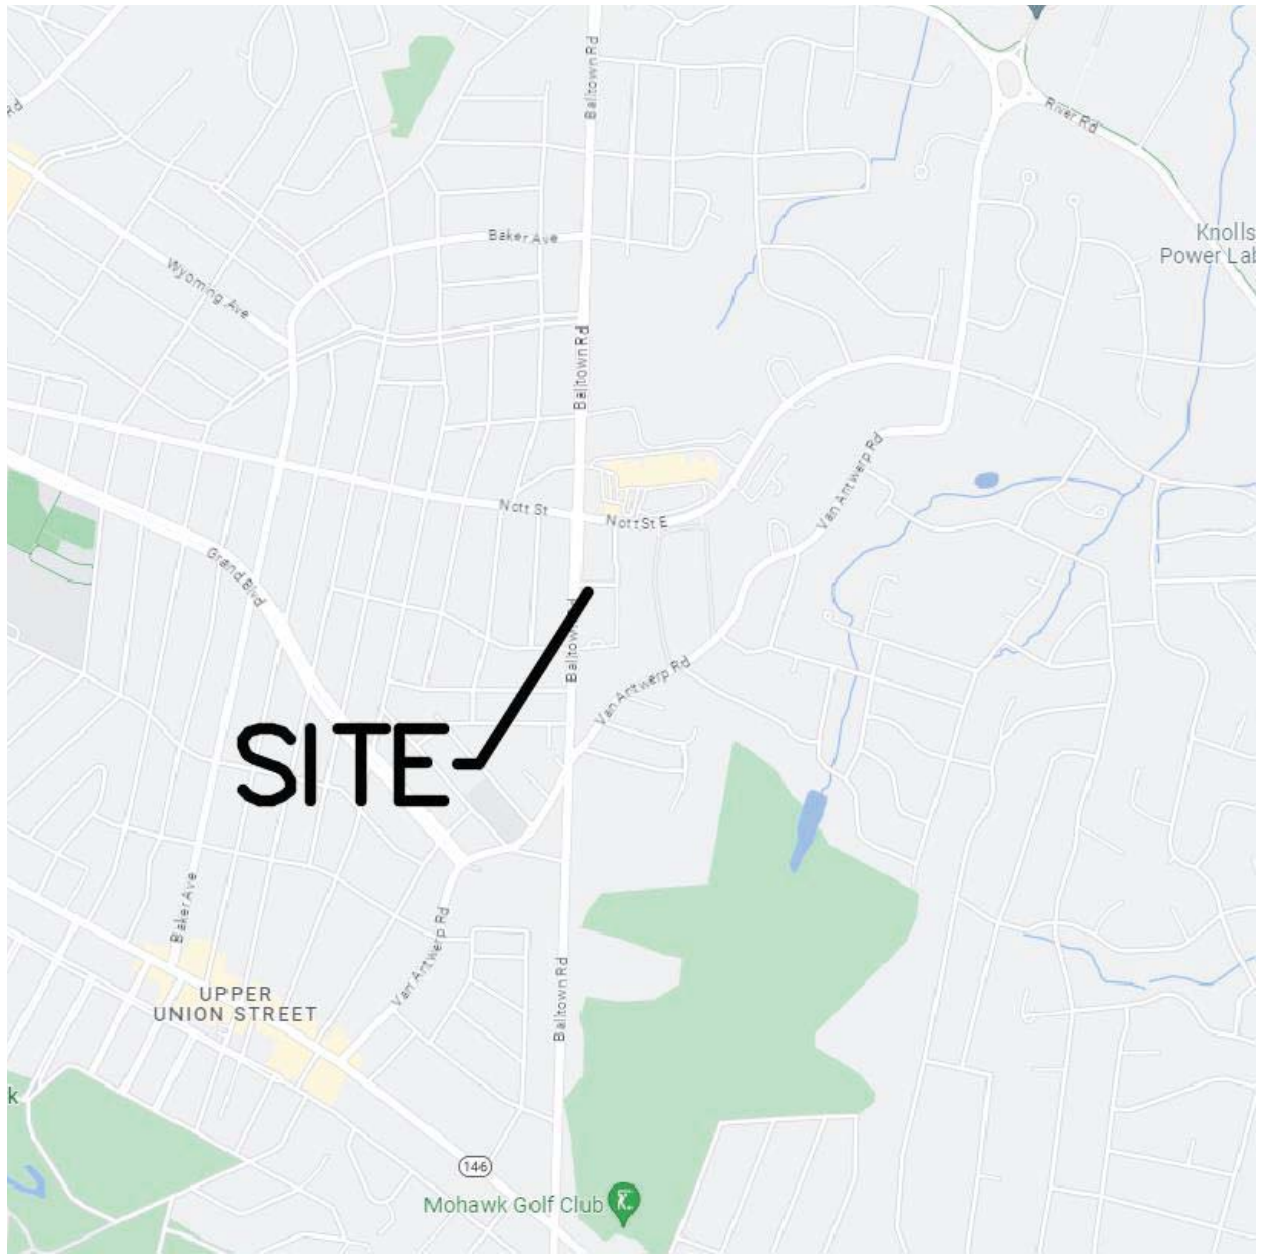 Balltown Rd
Rd
River Rd
Knolls
Power Lab
Baker Ave
Wyoming Ave
Balltown Rd
Van Antwerp Rd
Nott St
Nott St E
Grand Blvd
Balltown Rd
Van Antwerp Rd
SITE
Baker Ave
Van Antwerp Rd
Balltown Rd
UPPER
UNION STREET
k
146
Mohawk Golf Club